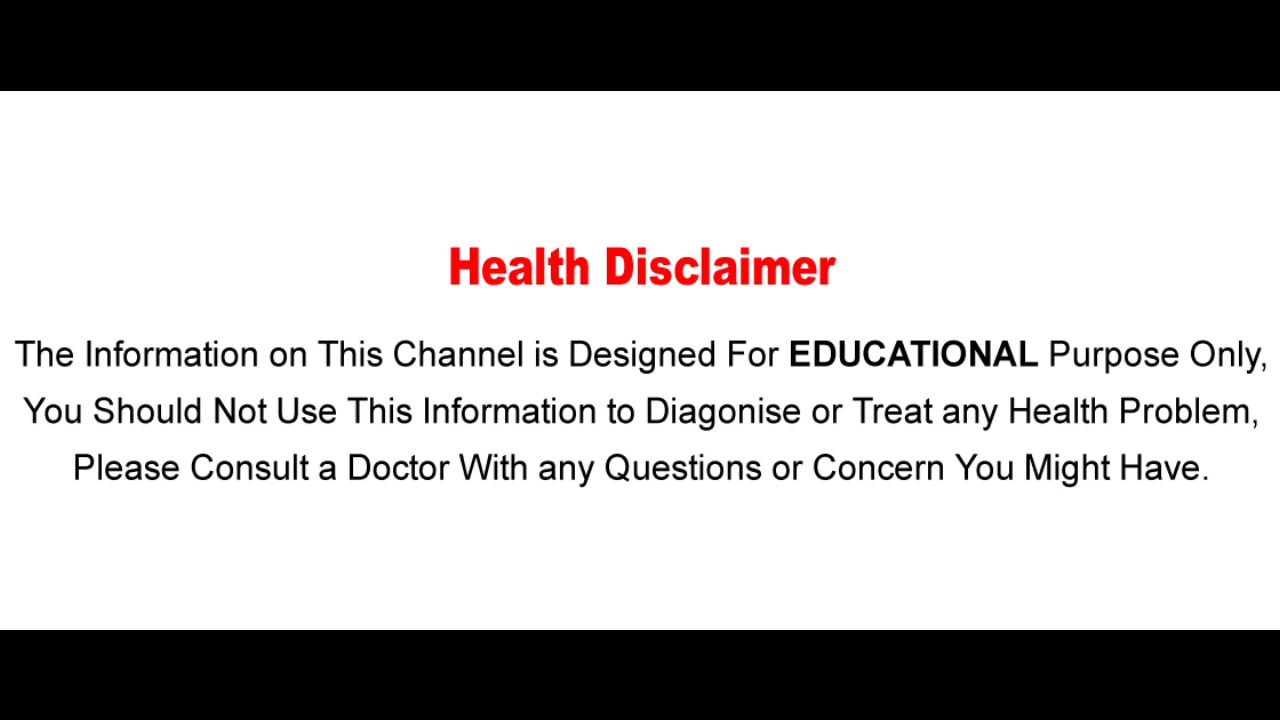 Health Disclaimer
The Information on This Channel is Designed For EDUCATIONAL Purpose Only,
You Should Not Use This Information to Diagonise or Treat any Health Problem,
Please Consult a Doctor With any Questions or Concern You Might Have.